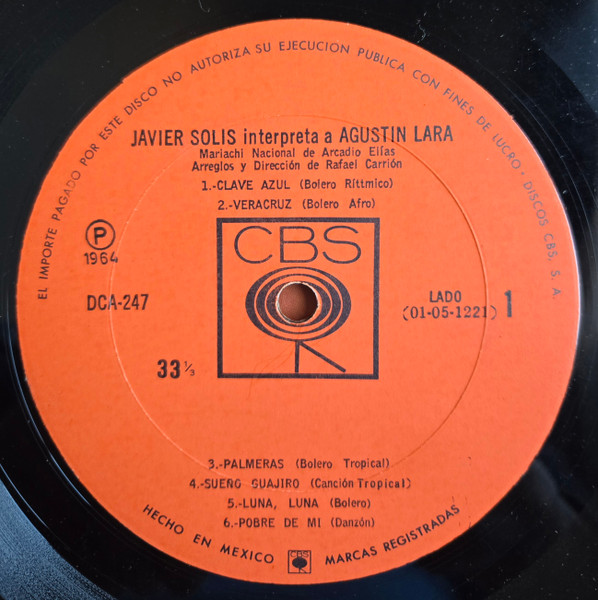 EL IMPORTE PAGADO POR ESTE DISCO NO AUTORIZA SU EJECUCION PUBLICA CON FINES DE LUCRO · DISCOS CBS, S. A.
JAVIER SOLIS interpreta a AGUSTIN LARA
Mariachi Nacional de Arcadio Elías
Arreglos y Dirección de Rafael Carrión
1.-CLAVE AZUL (Bolero Rittmico)
2.-VERACRUZ (Bolero Afro)
CBS
P
1964
DCA-247
LADO 1
(01-05-1221)
33 1/3
3.-PALMERAS (Bolero Tropical)
4.-SUEÑO GUAJIRO (Canción Tropical)
5.-LUNA, LUNA (Bolero)
6.-POBRE DE MI (Danzón)
HECHO EN MEXICO CBS MARCAS REGISTRADAS